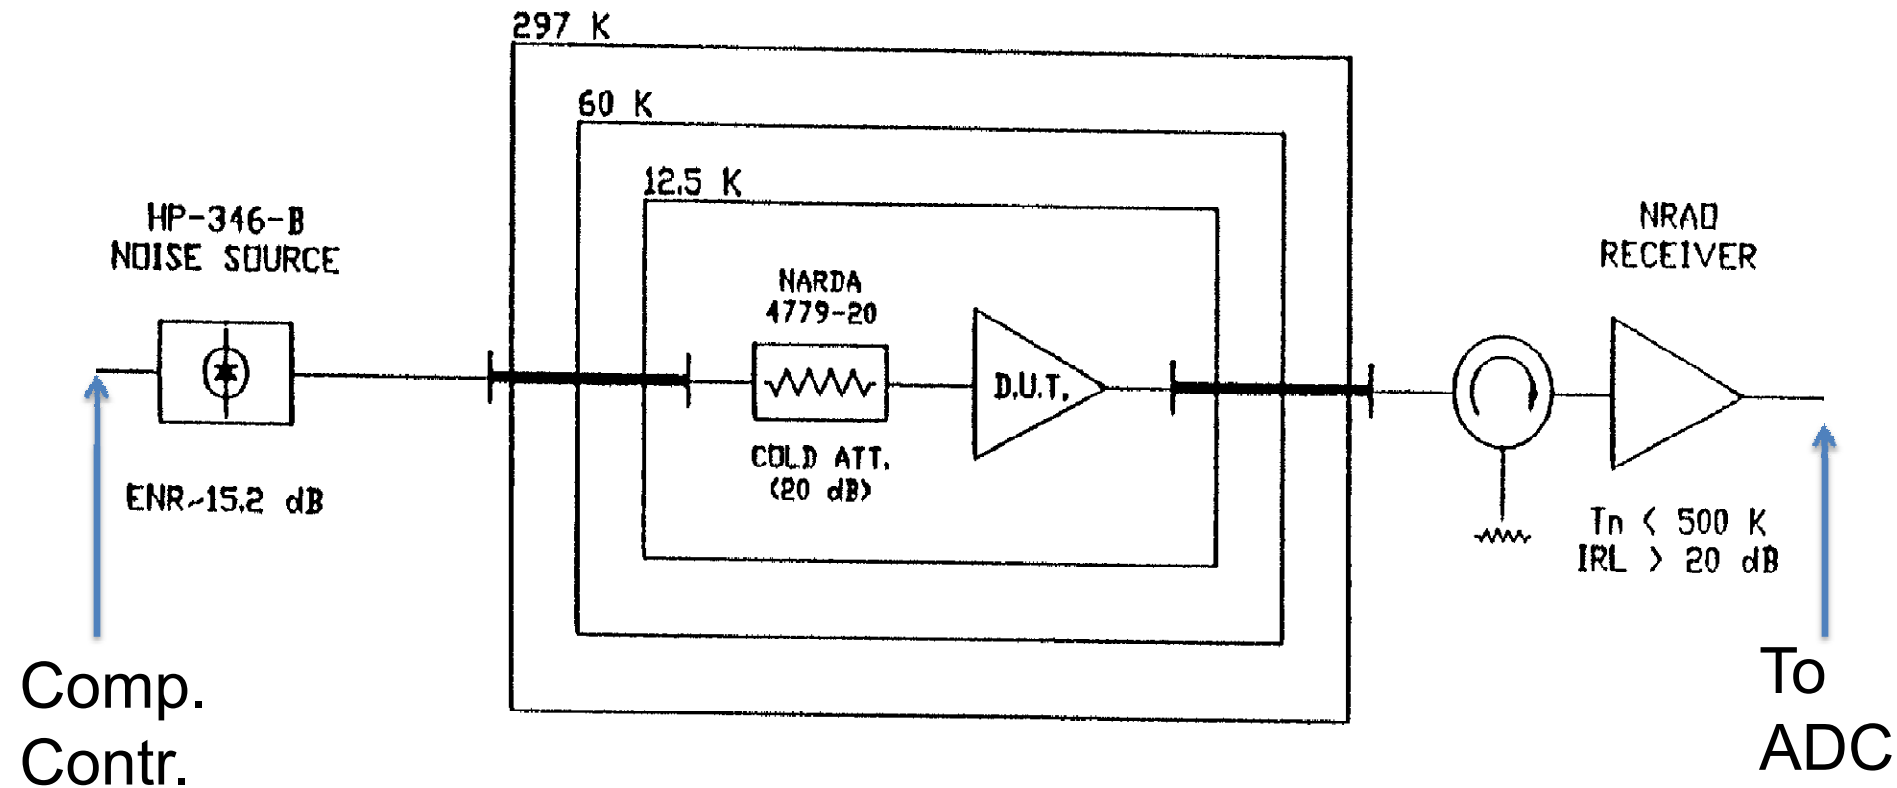 297 K
60 K
12.5 K
HP-346-B
NOISE SOURCE
ENR~15.2 dB
NARDA
4779-20
COLD ATT.
(20 dB)
D.U.T.
NRAO
RECEIVER
Tn < 500 K
IRL > 20 dB
Comp.
Contr.
To
ADC